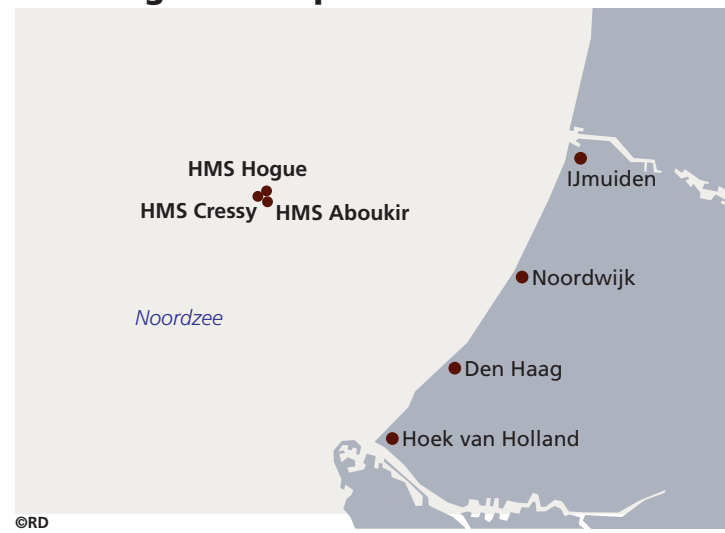 HMS Hogue
IJmuiden
HMS Cressy
HMS Aboukir
Noordwijk
Noordzee
Den Haag
Hoek van Holland
©RD